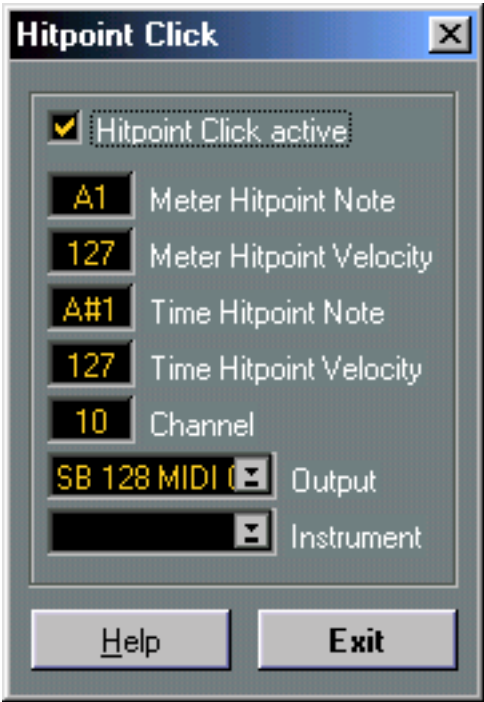 Hitpoint Click
Hitpoint Click active
A1 Meter Hitpoint Note
127 Meter Hitpoint Velocity
A#1 Time Hitpoint Note
127 Time Hitpoint Velocity
10 Channel
SB 128 MIDI Output
Instrument
Help Exit